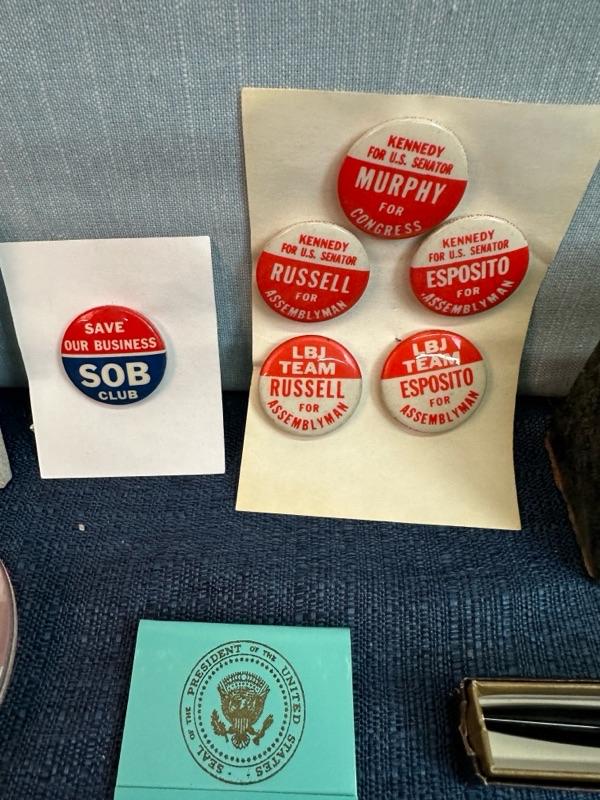 KENNEDY
FOR U.S. SENATOR
MURPHY
FOR
CONGRESS
KENNEDY
FOR U.S. SENATOR
RUSSELL
FOR
ASSEMBLYMAN
KENNEDY
FOR U.S. SENATOR
ESPOSITO
FOR
ASSEMBLYMAN
LBJ
TEAM
RUSSELL
FOR
ASSEMBLYMAN
LBJ
TEAM
ESPOSITO
FOR
ASSEMBLYMAN
SAVE
OUR BUSINESS
SOB
CLUB
SEAL OF THE PRESIDENT OF THE UNITED STATES